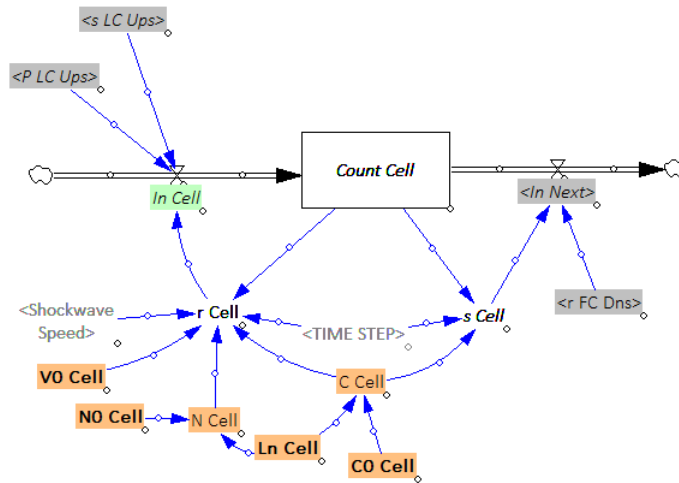 <s LC Ups>
<P LC Ups>
Count Cell
In Cell
<In Next>
<Shockwave
Speed>
r Cell
<TIME STEP>
s Cell
<r FC Dns>
V0 Cell
C Cell
N0 Cell
N Cell
Ln Cell
C0 Cell